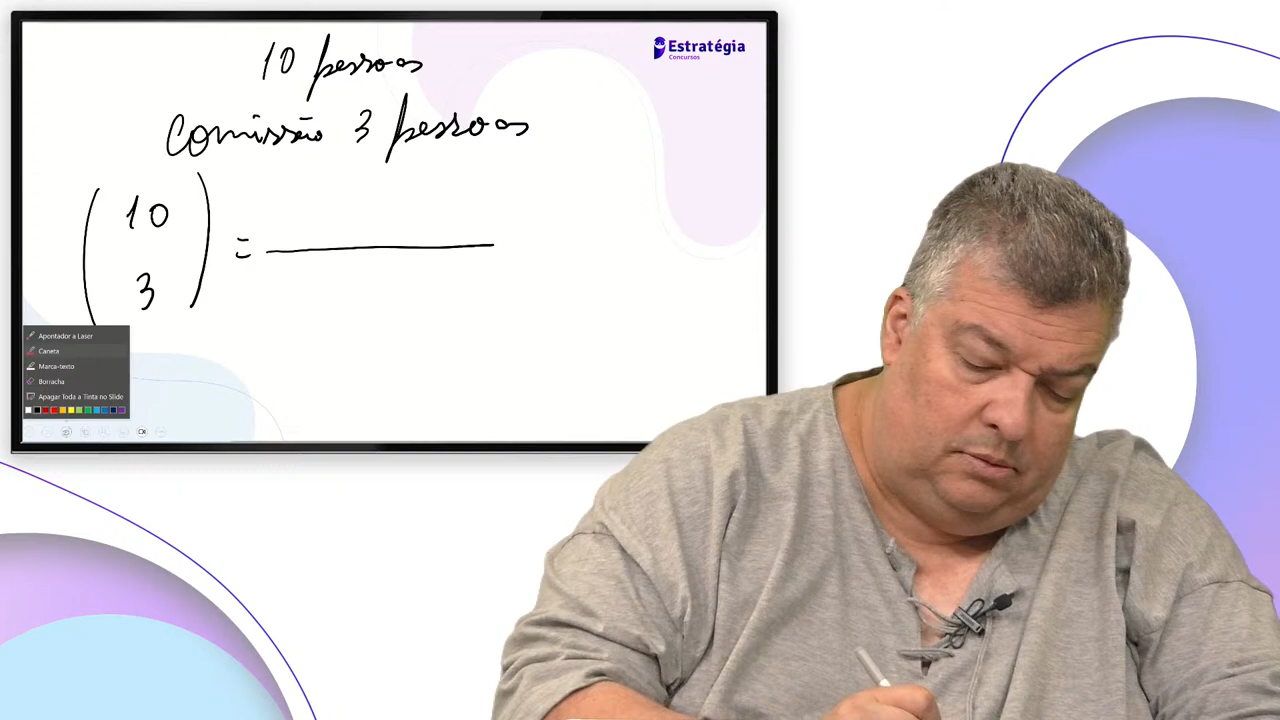 10 pessoas
Estratégia
Concursos
comissão 3 pessoas
10
3
=
Apontador a Laser
Caneta
Marca-texto
Borracha
Apagar Toda a Tinta no Slide